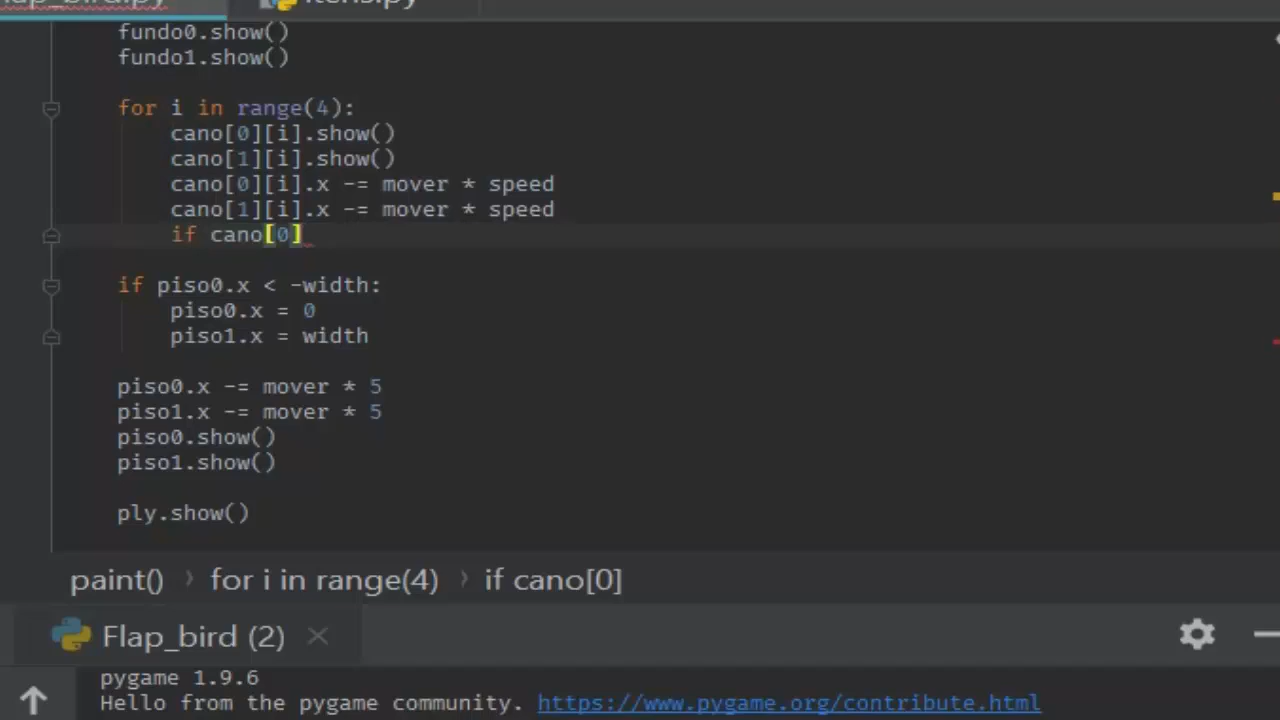 fundo0.show()
fundo1.show()
for i in range(4):
cano[0][i].show()
cano[1][i].show()
cano[0][i].x -= mover * speed
cano[1][i].x -= mover * speed
if cano[0]
if piso0.x < -width:
piso0.x = 0
piso1.x = width
piso0.x -= mover * 5
piso1.x -= mover * 5
piso0.show()
piso1.show()
ply.show()
paint() › for i in range(4) › if cano[0]
Flap_bird (2) ×
pygame 1.9.6
Hello from the pygame community. https://www.pygame.org/contribute.html